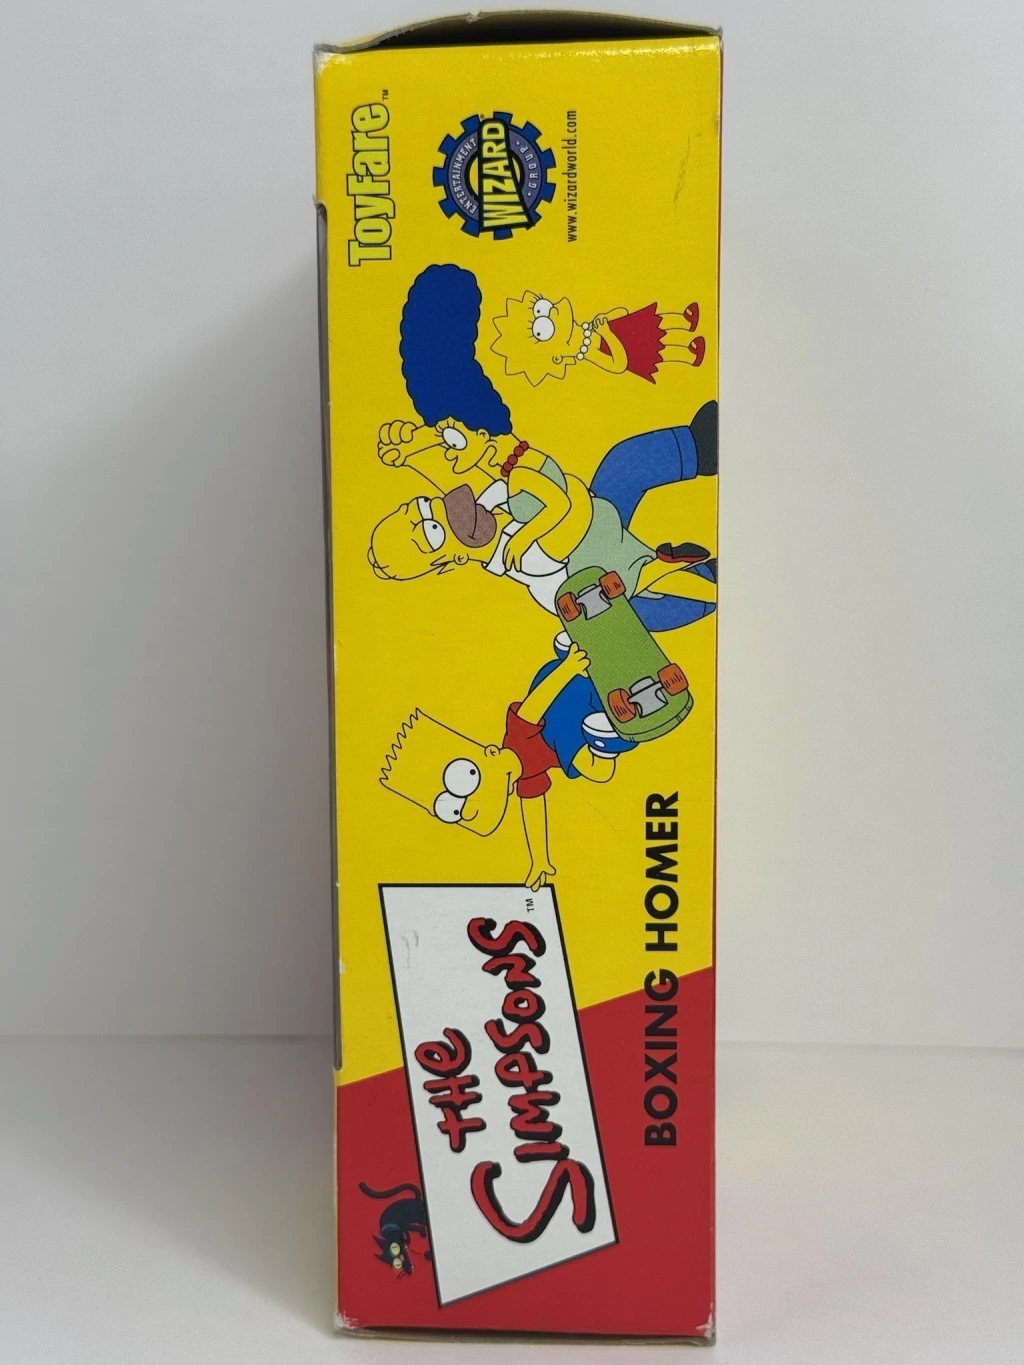 THE
SIMPSONS™
BOXING HOMER
ToyFare™
ENTERTAINMENT
WIZARD®
GROUP
www.wizardworld.com